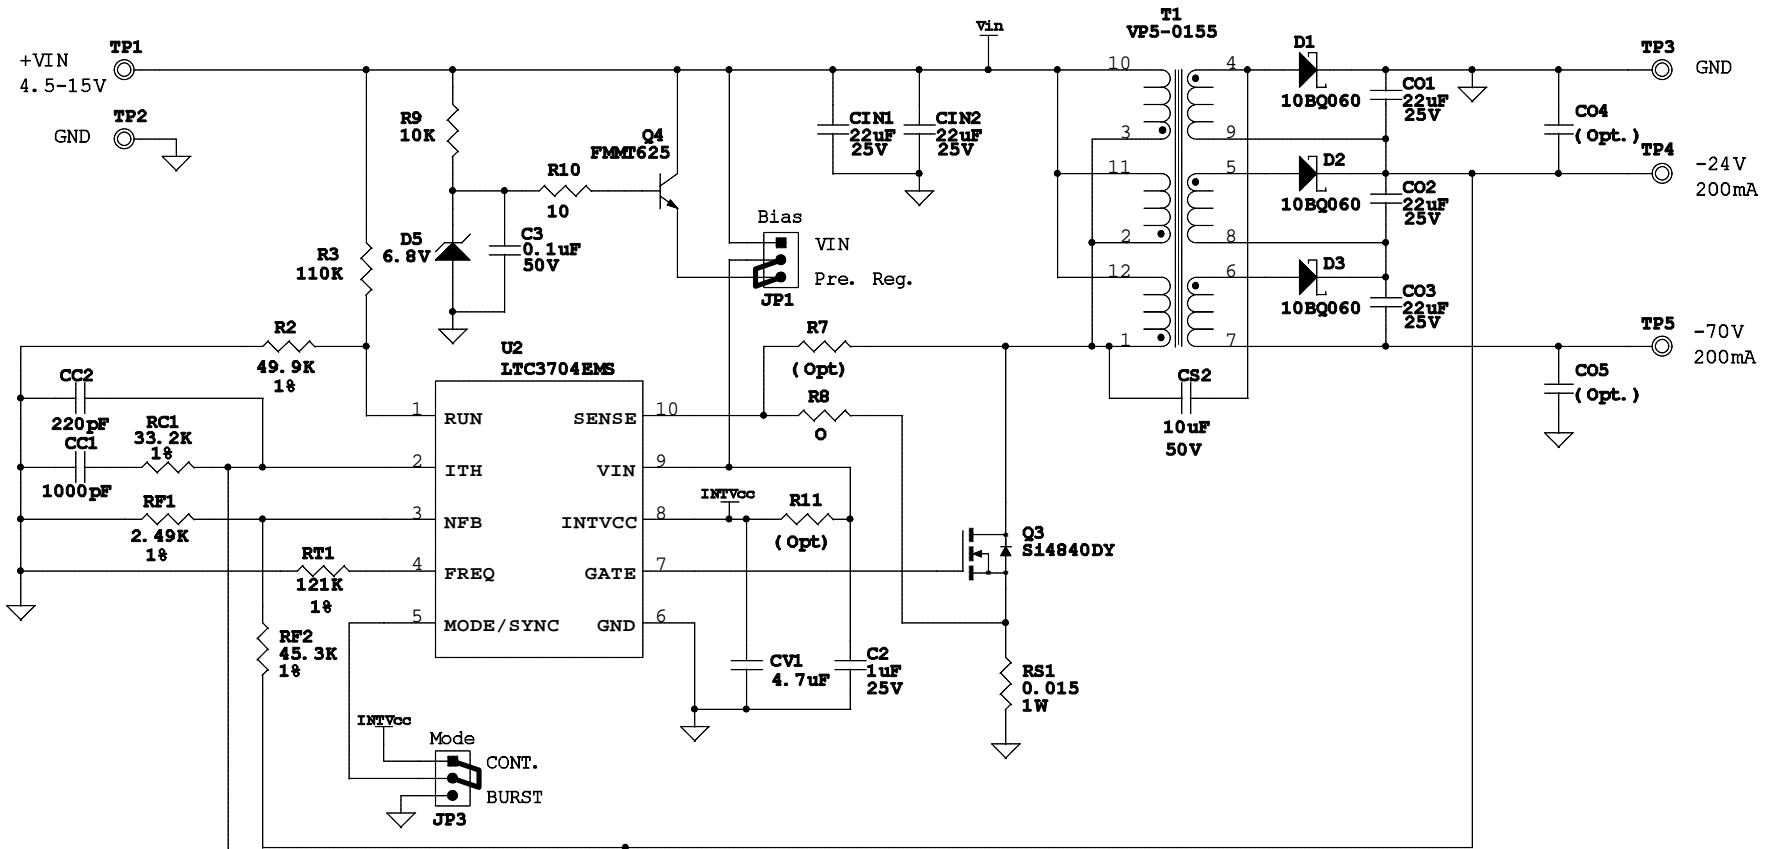 +VIN
4.5-15V
TP1
TP2
GND
R9
10K
Q4
FMMT625
R10
10
D5
6.8V
C3
0.1uF
50V
R3
110K
Bias
VIN
Pre. Reg.
JP1
CIN1
22uF
25V
CIN2
22uF
25V
Vin
T1
VP5-0155
10
3
11
2
12
1
4
9
5
8
6
7
D1
10BQ060
D2
10BQ060
D3
10BQ060
CO1
22uF
25V
CO2
22uF
25V
CO3
22uF
25V
TP3
GND
CO4
(Opt.)
TP4
-24V
200mA
TP5
-70V
200mA
CO5
(Opt.)
R2
49.9K
1%
CC2
220pF
CC1
1000pF
RC1
33.2K
1%
RF1
2.49K
1%
RT1
121K
1%
RF2
45.3K
1%
U2
LTC3704EMS
1 RUN
2 ITH
3 NFB
4 FREQ
5 MODE/SYNC
SENSE 10
VIN 9
INTVCC 8
GATE 7
GND 6
R7
(Opt)
R8
0
INTVcc
R11
(Opt)
CS2
10uF
50V
Q3
Si4840DY
CV1
4.7uF
C2
1uF
25V
RS1
0.015
1W
INTVcc
Mode
CONT.
BURST
JP3